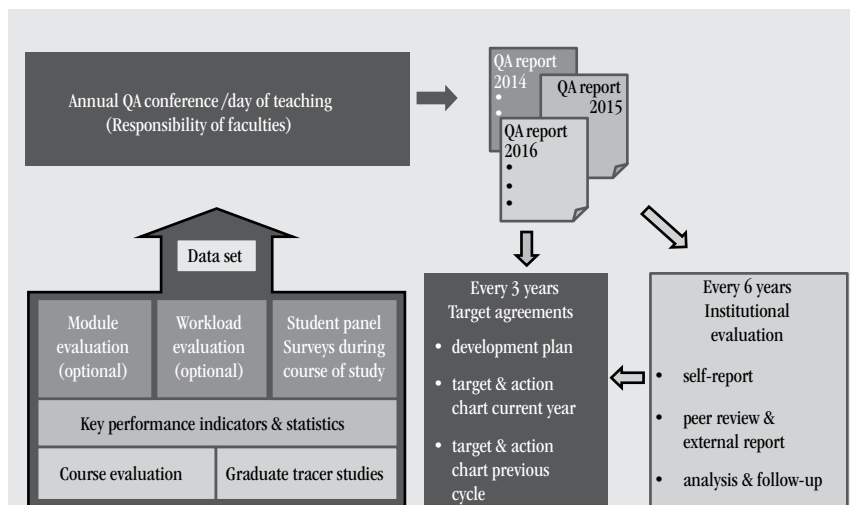 Annual QA conference /day of teaching
(Responsibility of faculties)
QA report
2014
•
•
QA report
2015
QA report
2016
•
•
•
Data set
Module
evaluation
(optional)
Workload
evaluation
(optional)
Student panel
Surveys during
course of study
Key performance indicators & statistics
Course evaluation
Graduate tracer studies
Every 3 years
Target agreements
• development plan
• target & action
chart current year
• target & action
chart previous
cycle
Every 6 years
Institutional
evaluation
• self-report
• peer review &
external report
• analysis & follow-up